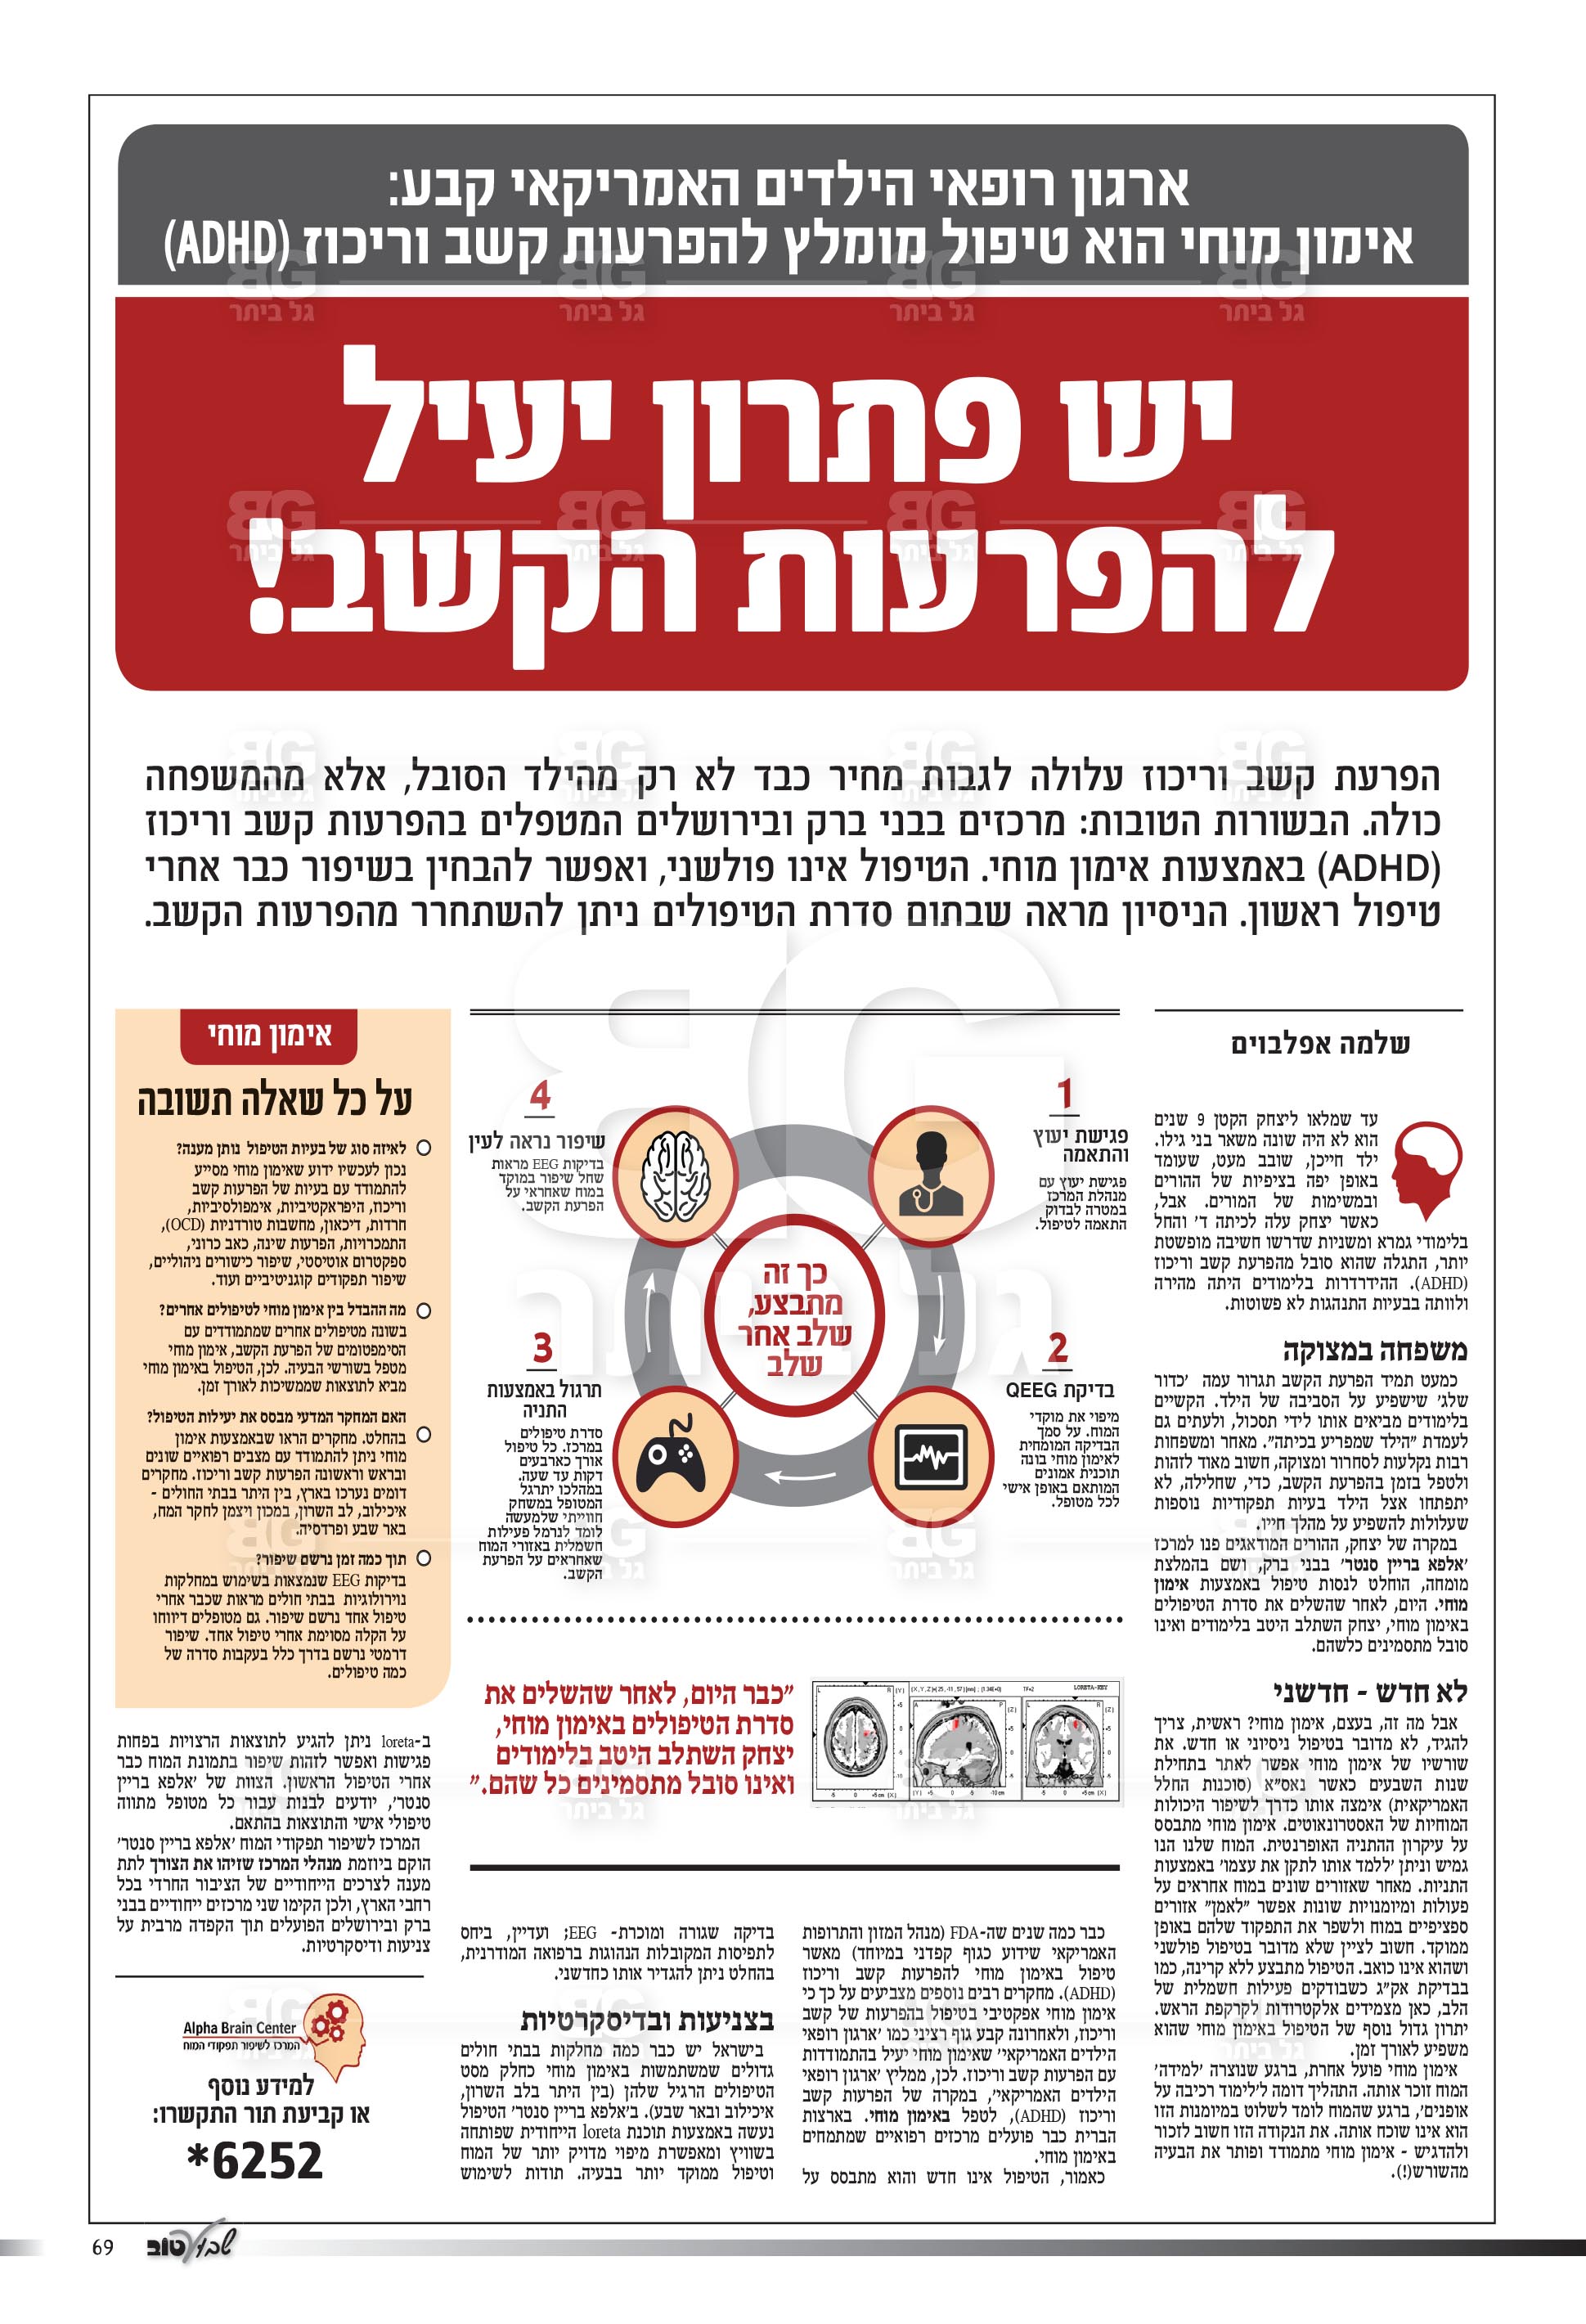 ארגון רופאי הילדים האמריקאי קבע:
אימון מוחי הוא טיפול מומלץ להפרעות קשב וריכוז (ADHD)
יש פתרון יעיל
להפרעות הקשב!
הפרעת קשב וריכוז עלולה לגבות מחיר כבד לא רק מהילד הסובל, אלא מהמשפחה
כולה. הבשורות הטובות: מרכזים בבני ברק ובירושלים המטפלים בהפרעות קשב וריכוז
(ADHD) באמצעות אימון מוחי. הטיפול אינו פולשני, ואפשר להבחין בשיפור כבר אחרי
טיפול ראשון. הניסיון מראה שבתום סדרת הטיפולים ניתן להשתחרר מהפרעות הקשב.
שלמה אפלבוים
עד שמלאו ליצחק הקטן 9 שנים
הוא לא היה שונה משאר בני גילו.
ילד חייכן, שובב מעט, שעומד
באופן יפה בציפיות של ההורים
ובמשימות של המורים. אבל,
כאשר יצחק עלה לכיתה ד' והחל
בלימודי גמרא ומשניות שדרשו חשיבה מופשטת
יותר, התגלה שהוא סובל מהפרעת קשב וריכוז
(ADHD). ההידרדרות בלימודים היתה מהירה
ולוותה בבעיות התנהגות לא פשוטות.
משפחה במצוקה
כמעט תמיד הפרעת הקשב תגרור עמה 'כדור
שלג' שישפיע על הסביבה של הילד. הקשיים
בלימודים מביאים אותו לידי תסכול, ולעתים גם
לעמדת "הילד שמפריע בכיתה". מאחר ומשפחות
רבות נקלעות לסחרור ומצוקה, חשוב מאוד לזהות
ולטפל בזמן בהפרעת הקשב, כדי, שחלילה, לא
יתפתחו אצל הילד בעיות תפקודיות נוספות
שעלולות להשפיע על מהלך חייו.
במקרה של יצחק, ההורים המודאגים פנו למרכז
'אלפא בריין סנטר' בבני ברק, ושם בהמלצת
מומחה, הוחלט לנסות טיפול באמצעות אימון
מוחי. היום, לאחר שהשלים את סדרת הטיפולים
באימון מוחי, יצחק השתלב היטב בלימודים ואינו
סובל מתסמינים כלשהם.
לא חדש - חדשני
אבל מה זה, בעצם, אימון מוחי? ראשית, צריך
להגיד, לא מדובר בטיפול ניסיוני או חדש. את
שורשיו של אימון מוחי אפשר לאתר בתחילת
שנות השבעים כאשר נאס"א (סוכנות החלל
האמריקאית) אימצה אותו כדרך לשיפור היכולות
המוחיות של האסטרונאוטים. אימון מוחי מתבסס
על עיקרון ההתניה האופרנטית. המוח שלנו הנו
גמיש וניתן 'ללמד אותו לתקן את עצמו' באמצעות
התניות. מאחר שאזורים שונים במוח אחראים על
פעולות ומיומנויות שונות אפשר "לאמן" אזורים
ספציפיים במוח ולשפר את התפקוד שלהם באופן
ממוקד. חשוב לציין שלא מדובר בטיפול פולשני
ושהוא אינו כואב. הטיפול מתבצע ללא קרינה, כמו
בבדיקת אק"ג כשבודקים פעילות חשמלית של
הלב, כאן מצמידים אלקטרודות לקרקפת הראש.
יתרון גדול נוסף של הטיפול באימון מוחי שהוא
משפיע לאורך זמן.
אימון מוחי פועל אחרת, ברגע שנוצרה 'למידה'
המוח זוכר אותה. התהליך דומה ל'לימוד רכיבה על
אופנים', ברגע שהמוח לומד לשלוט במיומנות הזו
הוא אינו שוכח אותה. את הנקודה הזו חשוב לזכור
ולהדגיש - אימון מוחי מתמודד ופותר את הבעיה
מהשורש(!).
כך זה
מתבצע,
שלב אחר
שלב
1
פגישת יעוץ
והתאמה
פגישת יעוץ עם
מנהלת המרכז
במטרה לבדוק
התאמה לטיפול.
2
בדיקת QEEG
מיפוי את מוקדי
המוח. על סמך
הבדיקה המומחית
לאימון מוחי בונה
תוכנית אמונים
המותאם באופן אישי
לכל מטופל.
3
תרגול באמצעות
התניה
סדרת טיפולים
במרכז. כל טיפול
אורך כארבעים
דקות עד שעה.
במהלכו יתרגל
המטופל במשחק
חווייתי שלמעשה
לומד לנרמל פעילות
חשמלית באזורי המוח
שאחראים על הפרעת
הקשב.
4
שיפור נראה לעין
בדיקות EEG מראות
שחל שיפור במוקד
במוח שאחראי על
הפרעת הקשב.
"כבר היום, לאחר שהשלים את
סדרת הטיפולים באימון מוחי,
יצחק השתלב היטב בלימודים
ואינו סובל מתסמינים כל שהם."
LORETA-KEY
כבר כמה שנים שה-FDA (מנהל המזון והתרופות
האמריקאי שידוע כגוף קפדני במיוחד) מאשר
טיפול באימון מוחי להפרעות קשב וריכוז
(ADHD). מחקרים רבים נוספים מצביעים על כך כי
אימון מוחי אפקטיבי בטיפול בהפרעות של קשב
וריכוז, ולאחרונה קבע גוף רציני כמו 'ארגון רופאי
הילדים האמריקאי' שאימון מוחי יעיל בהתמודדות
עם הפרעות קשב וריכוז. לכן, ממליץ 'ארגון רופאי
הילדים האמריקאי', במקרה של הפרעות קשב
וריכוז (ADHD), לטפל באימון מוחי. בארצות
הברית כבר פועלים מרכזים רפואיים שמתמחים
באימון מוחי.
כאמור, הטיפול אינו חדש והוא מתבסס על
בדיקה שגורה ומוכרת- EEG; ועדיין, ביחס
לתפיסות המקובלות הנהוגות ברפואה המודרנית,
בהחלט ניתן להגדיר אותו כחדשני.
בצניעות ובדיסקרטיות
בישראל יש כבר כמה מחלקות בבתי חולים
גדולים שמשתמשות באימון מוחי כחלק מסט
הטיפולים הרגיל שלהן (בין היתר בלב השרון,
איכילוב ובאר שבע). ב'אלפא בריין סנטר' הטיפול
נעשה באמצעות תוכנת loreta הייחודית שפותחה
בשוויץ ומאפשרת מיפוי מדויק יותר של המוח
וטיפול ממוקד יותר בבעיה. תודות לשימוש
אימון מוחי
על כל שאלה תשובה
לאיזה סוג של בעיות הטיפול נותן מענה?
נכון לעכשיו ידוע שאימון מוחי מסייע
להתמודד עם בעיות של הפרעות קשב
וריכוז, היפראקטיביות, אימפולסיביות,
חרדות, דיכאון, מחשבות טורדניות (OCD),
התמכרויות, הפרעות שינה, כאב כרוני,
ספקטרום אוטיסטי, שיפור כישורים ניהוליים,
שיפור תפקודים קוגניטיביים ועוד.
מה ההבדל בין אימון מוחי לטיפולים אחרים?
בשונה מטיפולים אחרים שמתמודדים עם
הסימפטומים של הפרעת הקשב, אימון מוחי
מטפל בשורשי הבעיה. לכן, הטיפול באימון מוחי
מביא לתוצאות שממשיכות לאורך זמן.
האם המחקר המדעי מבסס את יעילות הטיפול?
בהחלט. מחקרים הראו שבאמצעות אימון
מוחי ניתן להתמודד עם מצבים רפואיים שונים
ובראש וראשונה הפרעות קשב וריכוז. מחקרים
דומים נערכו בארץ, בין היתר בבתי החולים -
איכילוב, לב השרון, במכון ויצמן לחקר המח,
באר שבע ופרדסיה.
תוך כמה זמן נרשם שיפור?
בדיקות EEG שנמצאות בשימוש במחלקות
נוירולוגיות בבתי חולים מראות שכבר אחרי
טיפול אחד נרשם שיפור. גם מטופלים דיווחו
על הקלה מסוימת אחרי טיפול אחד. שיפור
דרמטי נרשם בדרך כלל בעקבות סדרה של
כמה טיפולים.
ב-loreta ניתן להגיע לתוצאות הרצויות בפחות
פגישות ואפשר לזהות שיפור בתמונת המוח כבר
אחרי הטיפול הראשון. הצוות של 'אלפא בריין
סנטר', יודעים לבנות עבור כל מטופל מתווה
טיפולי אישי והתוצאות בהתאם.
המרכז לשיפור תפקודי המוח 'אלפא בריין סנטר'
הוקם ביוזמת מנהלי המרכז שזיהו את הצורך לתת
מענה לצרכים הייחודיים של הציבור החרדי בכל
רחבי הארץ, ולכן הקימו שני מרכזים ייחודיים בבני
ברק ובירושלים הפועלים תוך הקפדה מרבית על
צניעות ודיסקרטיות.
Alpha Brain Center
המרכז לשיפור תפקודי המוח
למידע נוסף
או קביעת תור התקשרו:
*6252
שבוע טוב
69
BG
גל ביתר